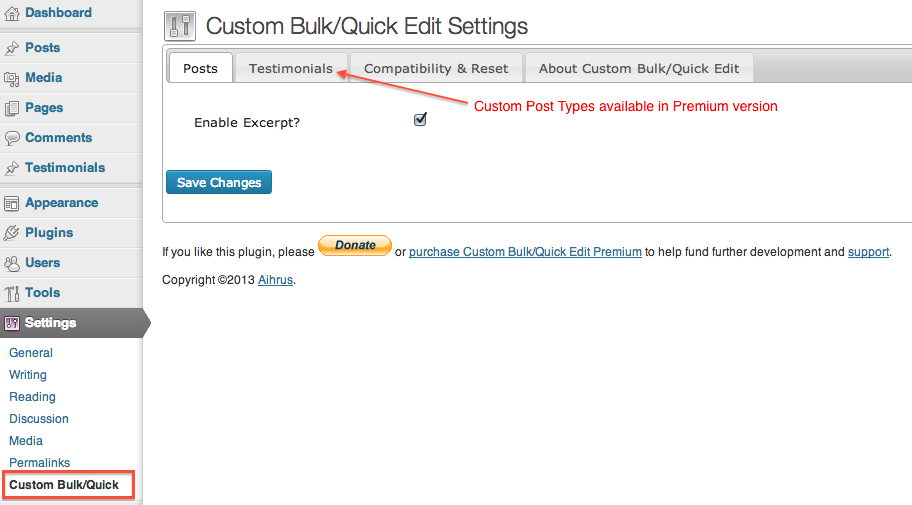 Dashboard
Posts
Media
Pages
Comments
Testimonials
Appearance
Plugins
Users
Tools
Settings
General
Writing
Reading
Discussion
Media
Permalinks
Custom Bulk/Quick
Custom Bulk/Quick Edit Settings
Posts Testimonials Compatibility & Reset About Custom Bulk/Quick Edit
Custom Post Types available in Premium version
Enable Excerpt?
Save Changes
If you like this plugin, please Donate or purchase Custom Bulk/Quick Edit Premium to help fund further development and support.
Copyright ©2013 Aihrus.